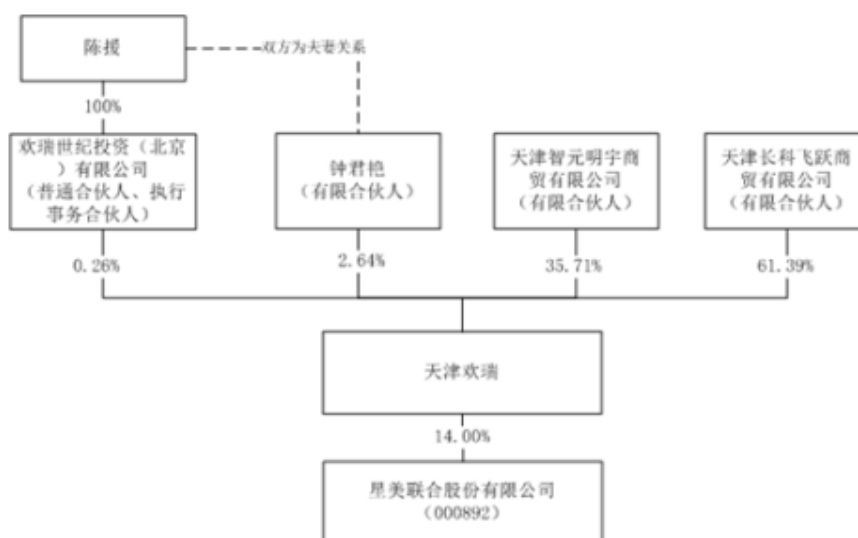 陈援
双方为夫妻关系
100%
欢瑞世纪投资（北京
）有限公司
（普通合伙人、执行
事务合伙人）
钟君艳
（有限合伙人）
天津智元明宇商
贸有限公司
（有限合伙人）
天津长科飞跃商
贸有限公司
（有限合伙人）
0.26%
2.64%
35.71%
61.39%
天津欢瑞
14.00%
星美联合股份有限公司
（000892）